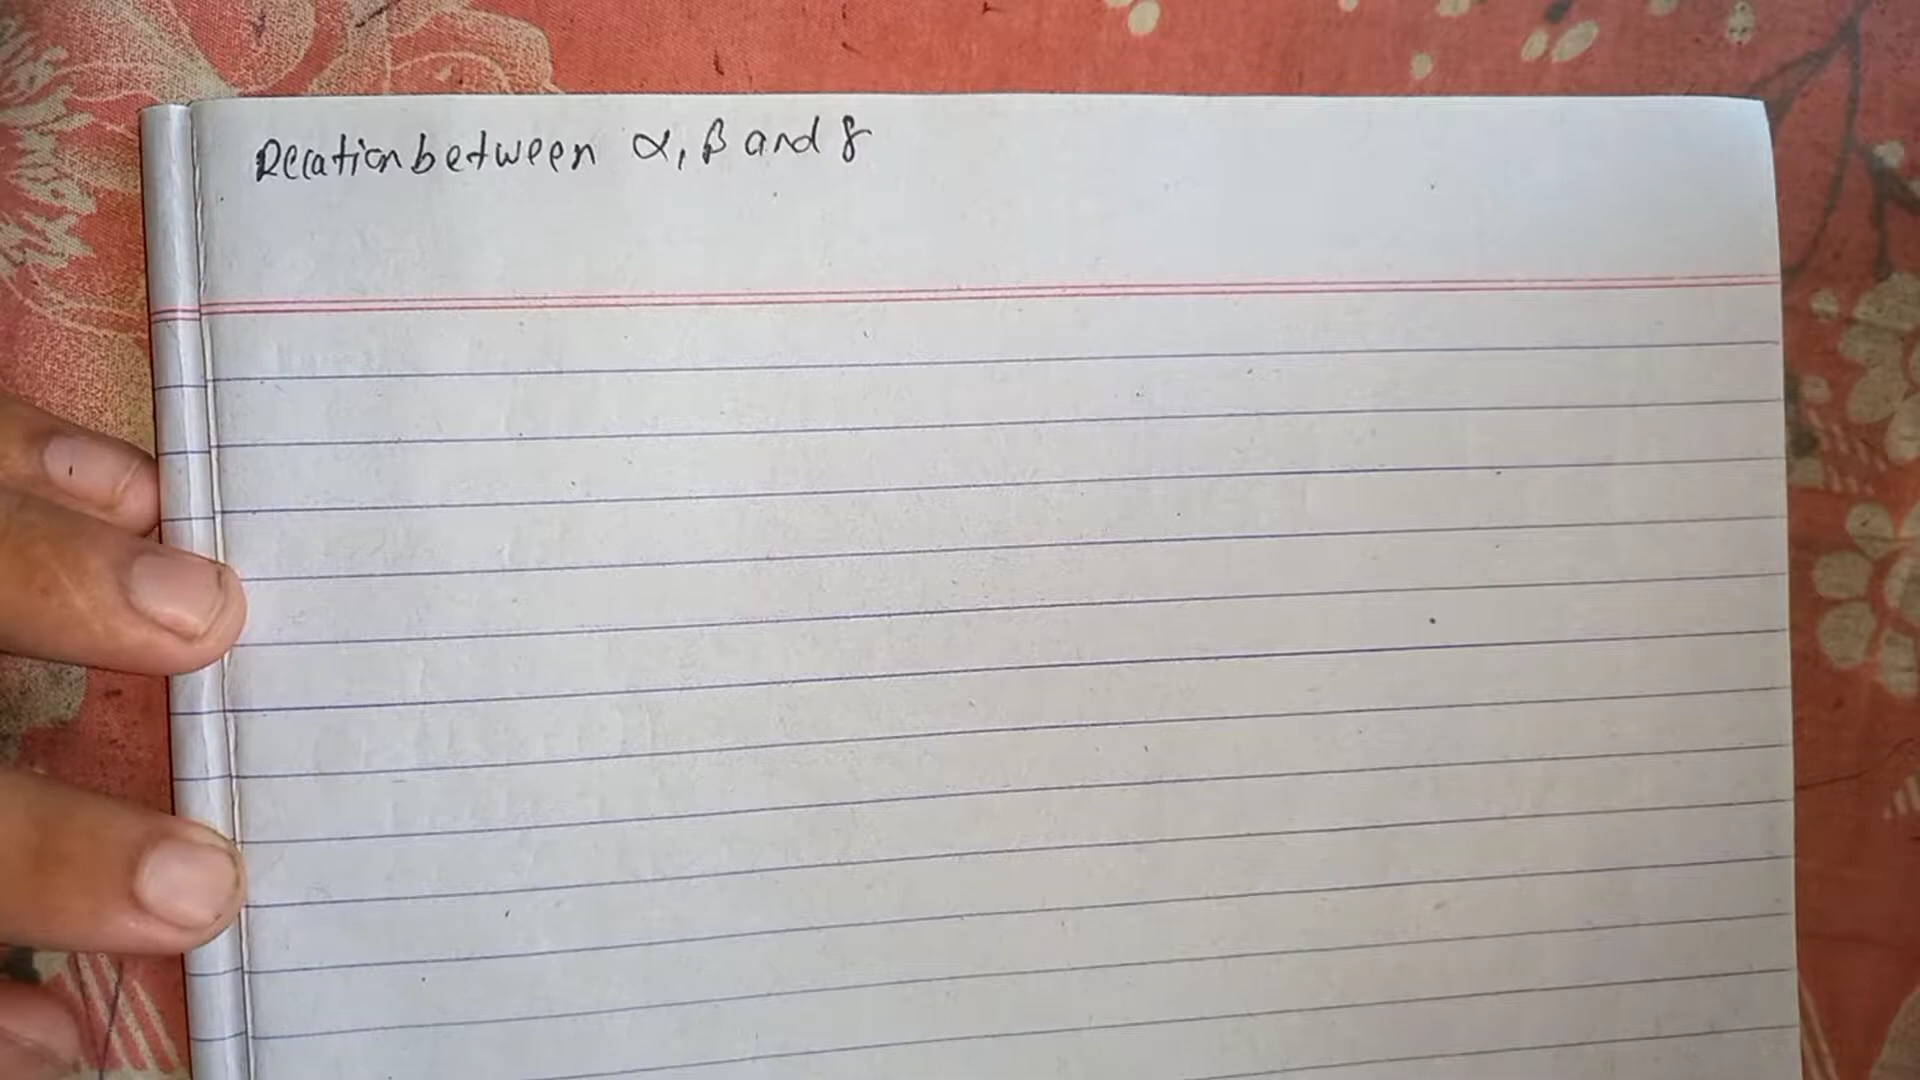 Relation between α, β and γ